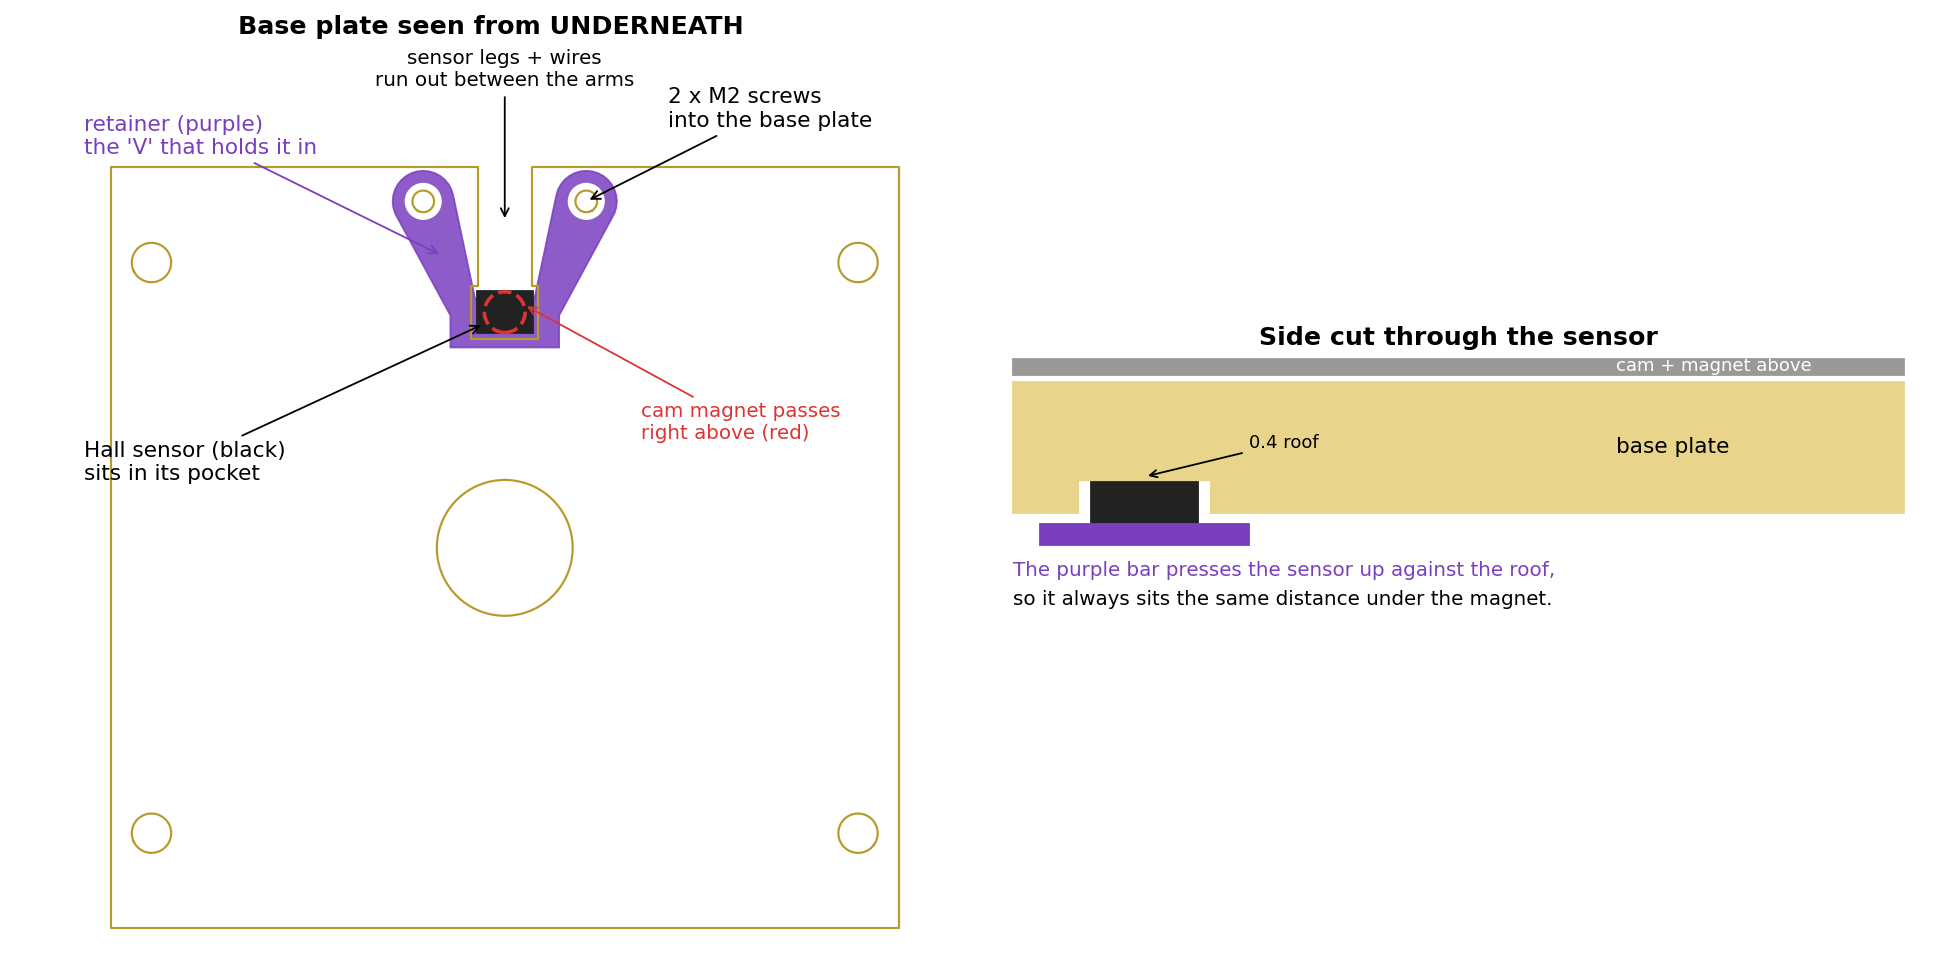 Base plate seen from UNDERNEATH
sensor legs + wires
run out between the arms
2 x M2 screws
into the base plate
retainer (purple)
the 'V' that holds it in
cam magnet passes
right above (red)
Hall sensor (black)
sits in its pocket
Side cut through the sensor
cam + magnet above
0.4 roof
base plate
The purple bar presses the sensor up against the roof,
so it always sits the same distance under the magnet.